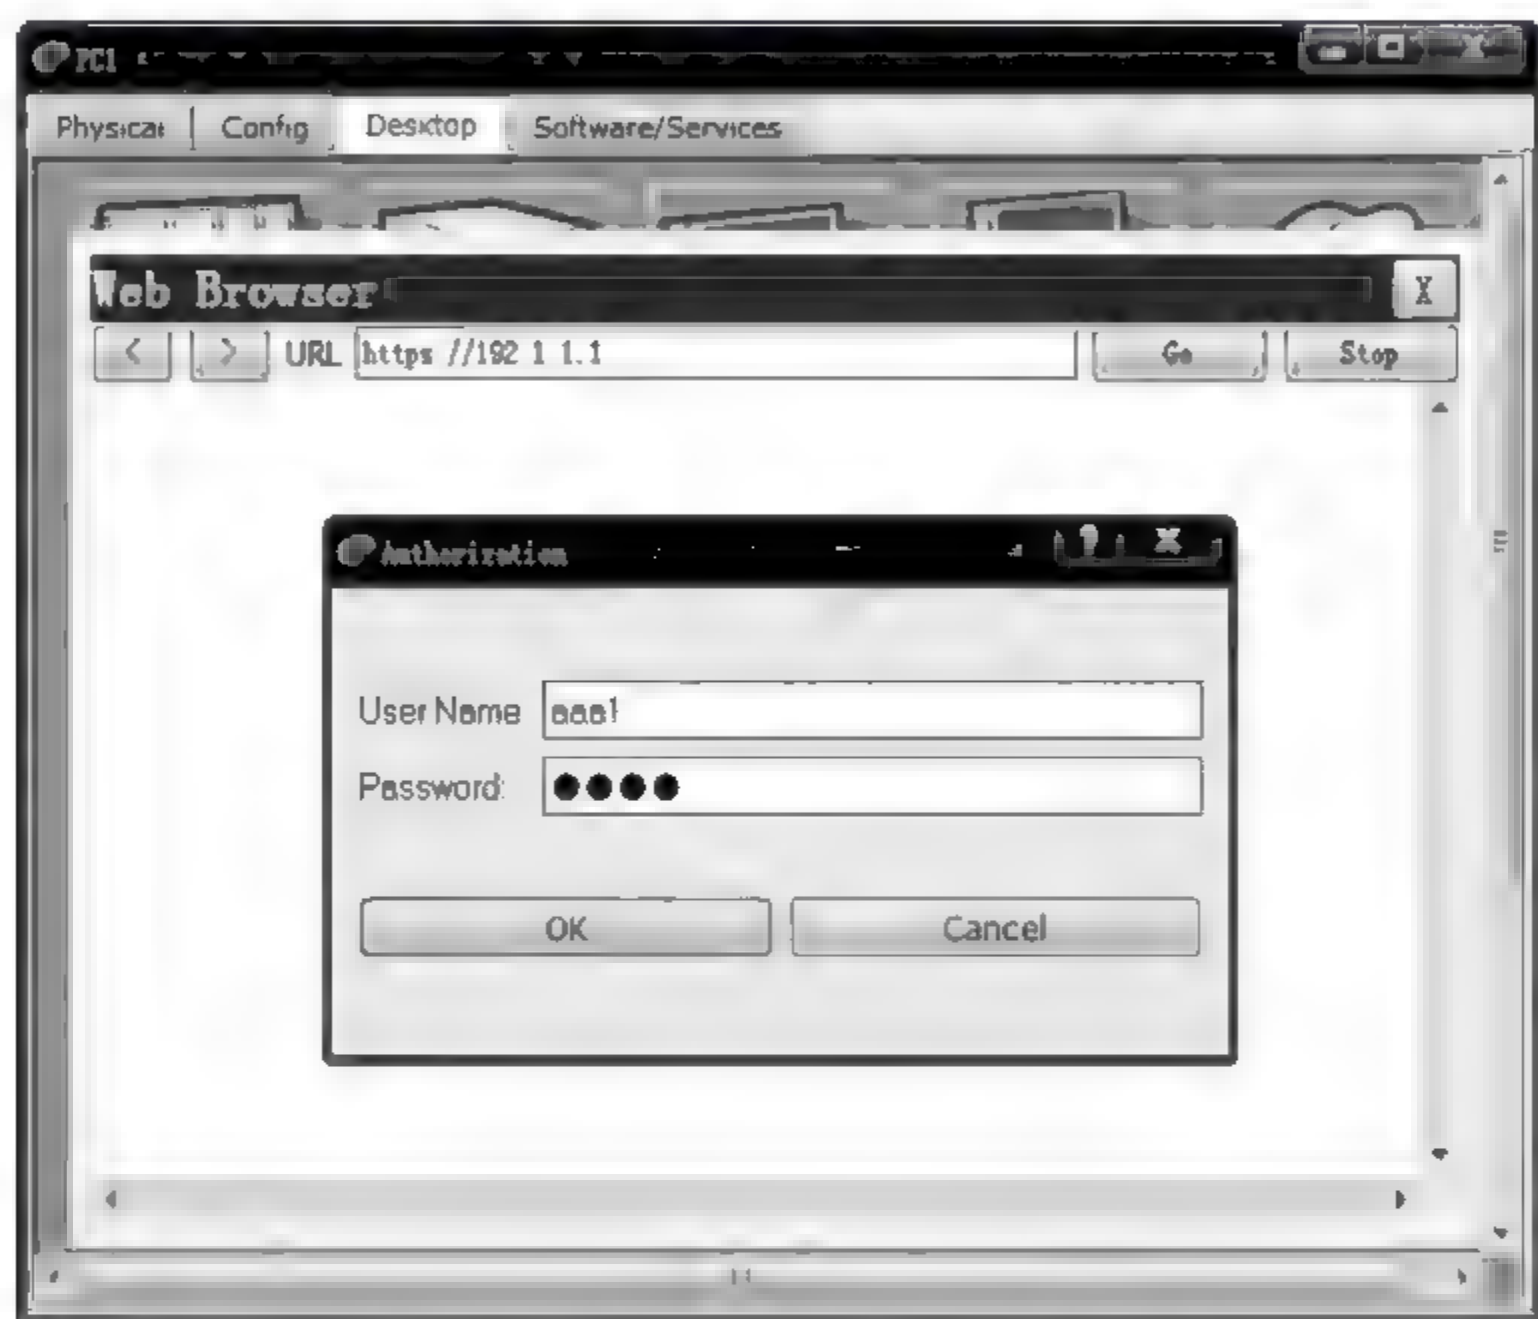 PC1
Physical Config Desktop Software/Services
Web Browser X
< > URL https //192 1 1.1 Go Stop
Authorization
User Name aaa1
Password:
OK Cancel